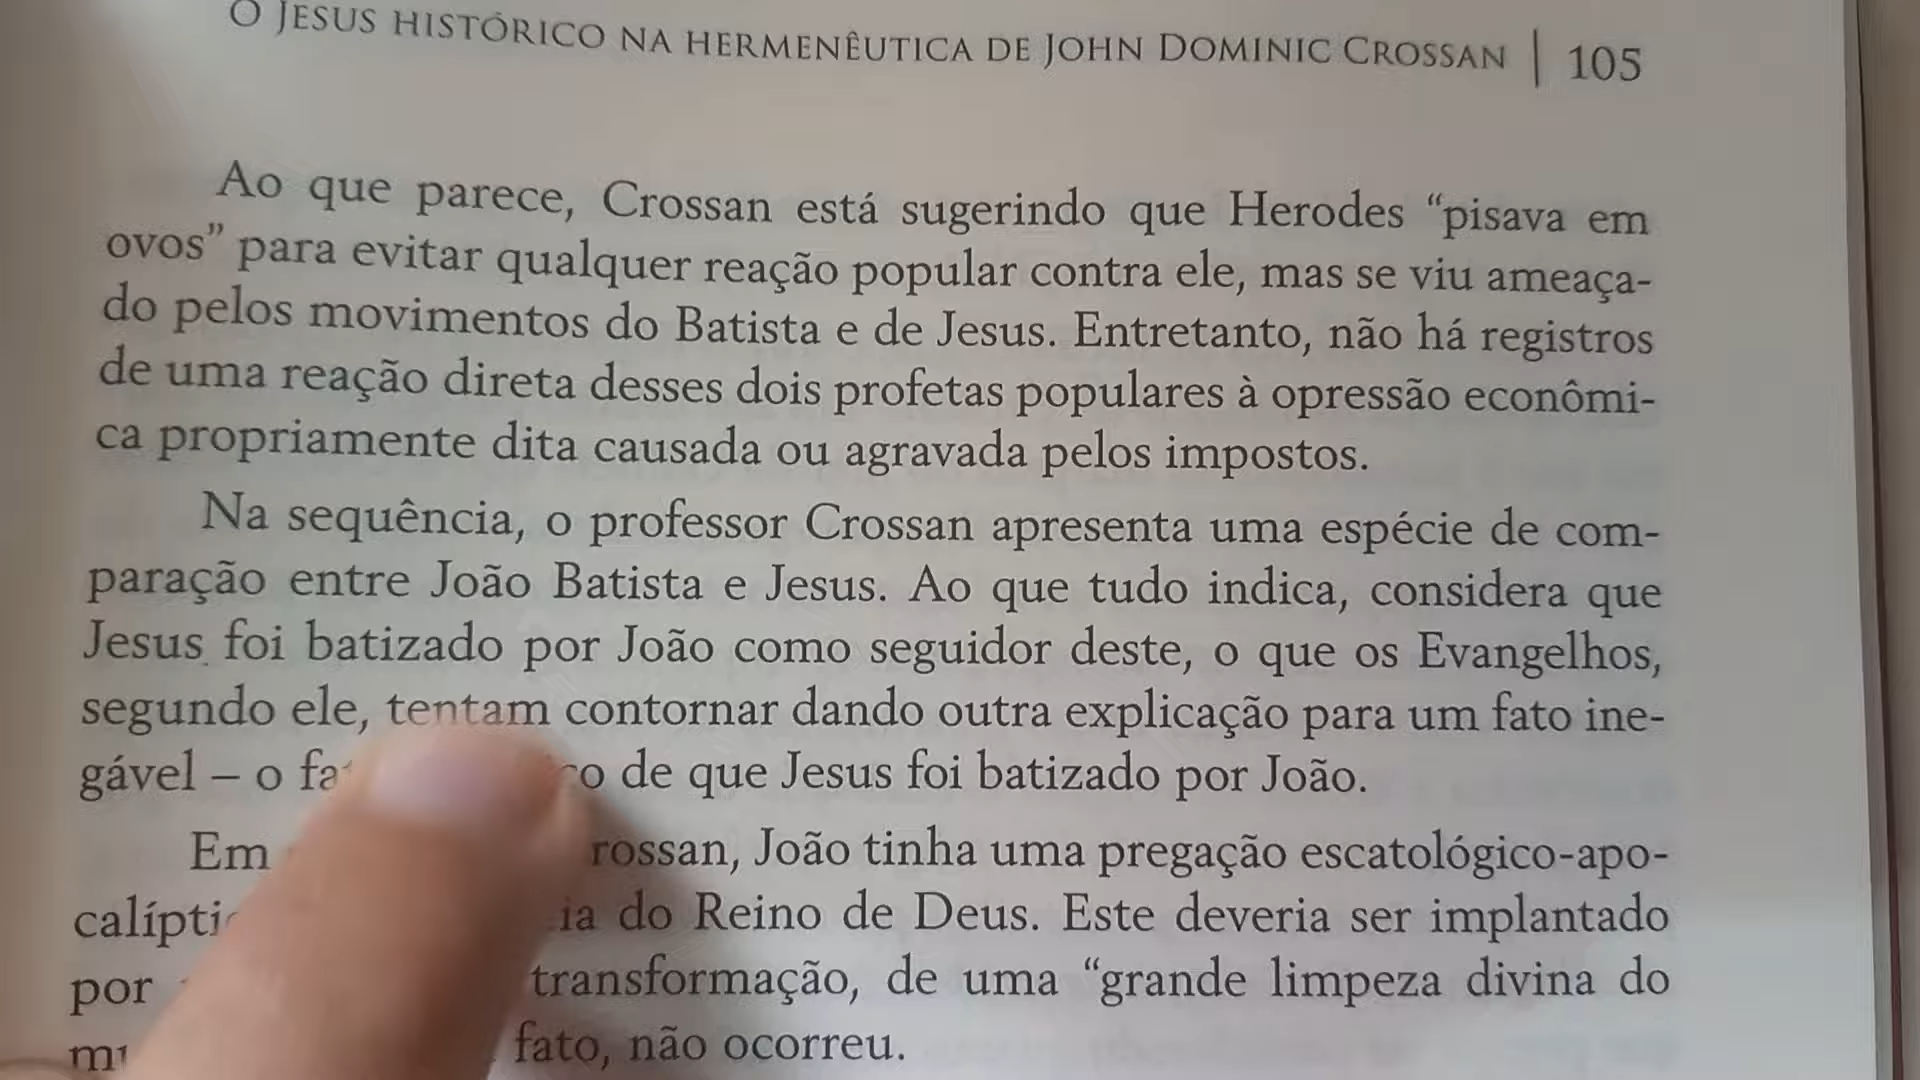 O JESUS HISTÓRICO NA HERMENÊUTICA DE JOHN DOMINIC CROSSAN | 105
Ao que parece, Crossan está sugerindo que Herodes “pisava em
ovos” para evitar qualquer reação popular contra ele, mas se viu ameaça-
do pelos movimentos do Batista e de Jesus. Entretanto, não há registros
de uma reação direta desses dois profetas populares à opressão econômi-
ca propriamente dita causada ou agravada pelos impostos.
Na sequência, o professor Crossan apresenta uma espécie de com-
paração entre João Batista e Jesus. Ao que tudo indica, considera que
Jesus foi batizado por João como seguidor deste, o que os Evangelhos,
segundo ele, tentam contornar dando outra explicação para um fato ine-
gável – o de que Jesus foi batizado por João.
Em João tinha uma pregação escatológico-apo-
do Reino de Deus. Este deveria ser implantado
por transformação, de uma “grande limpeza divina do
fato, não ocorreu.